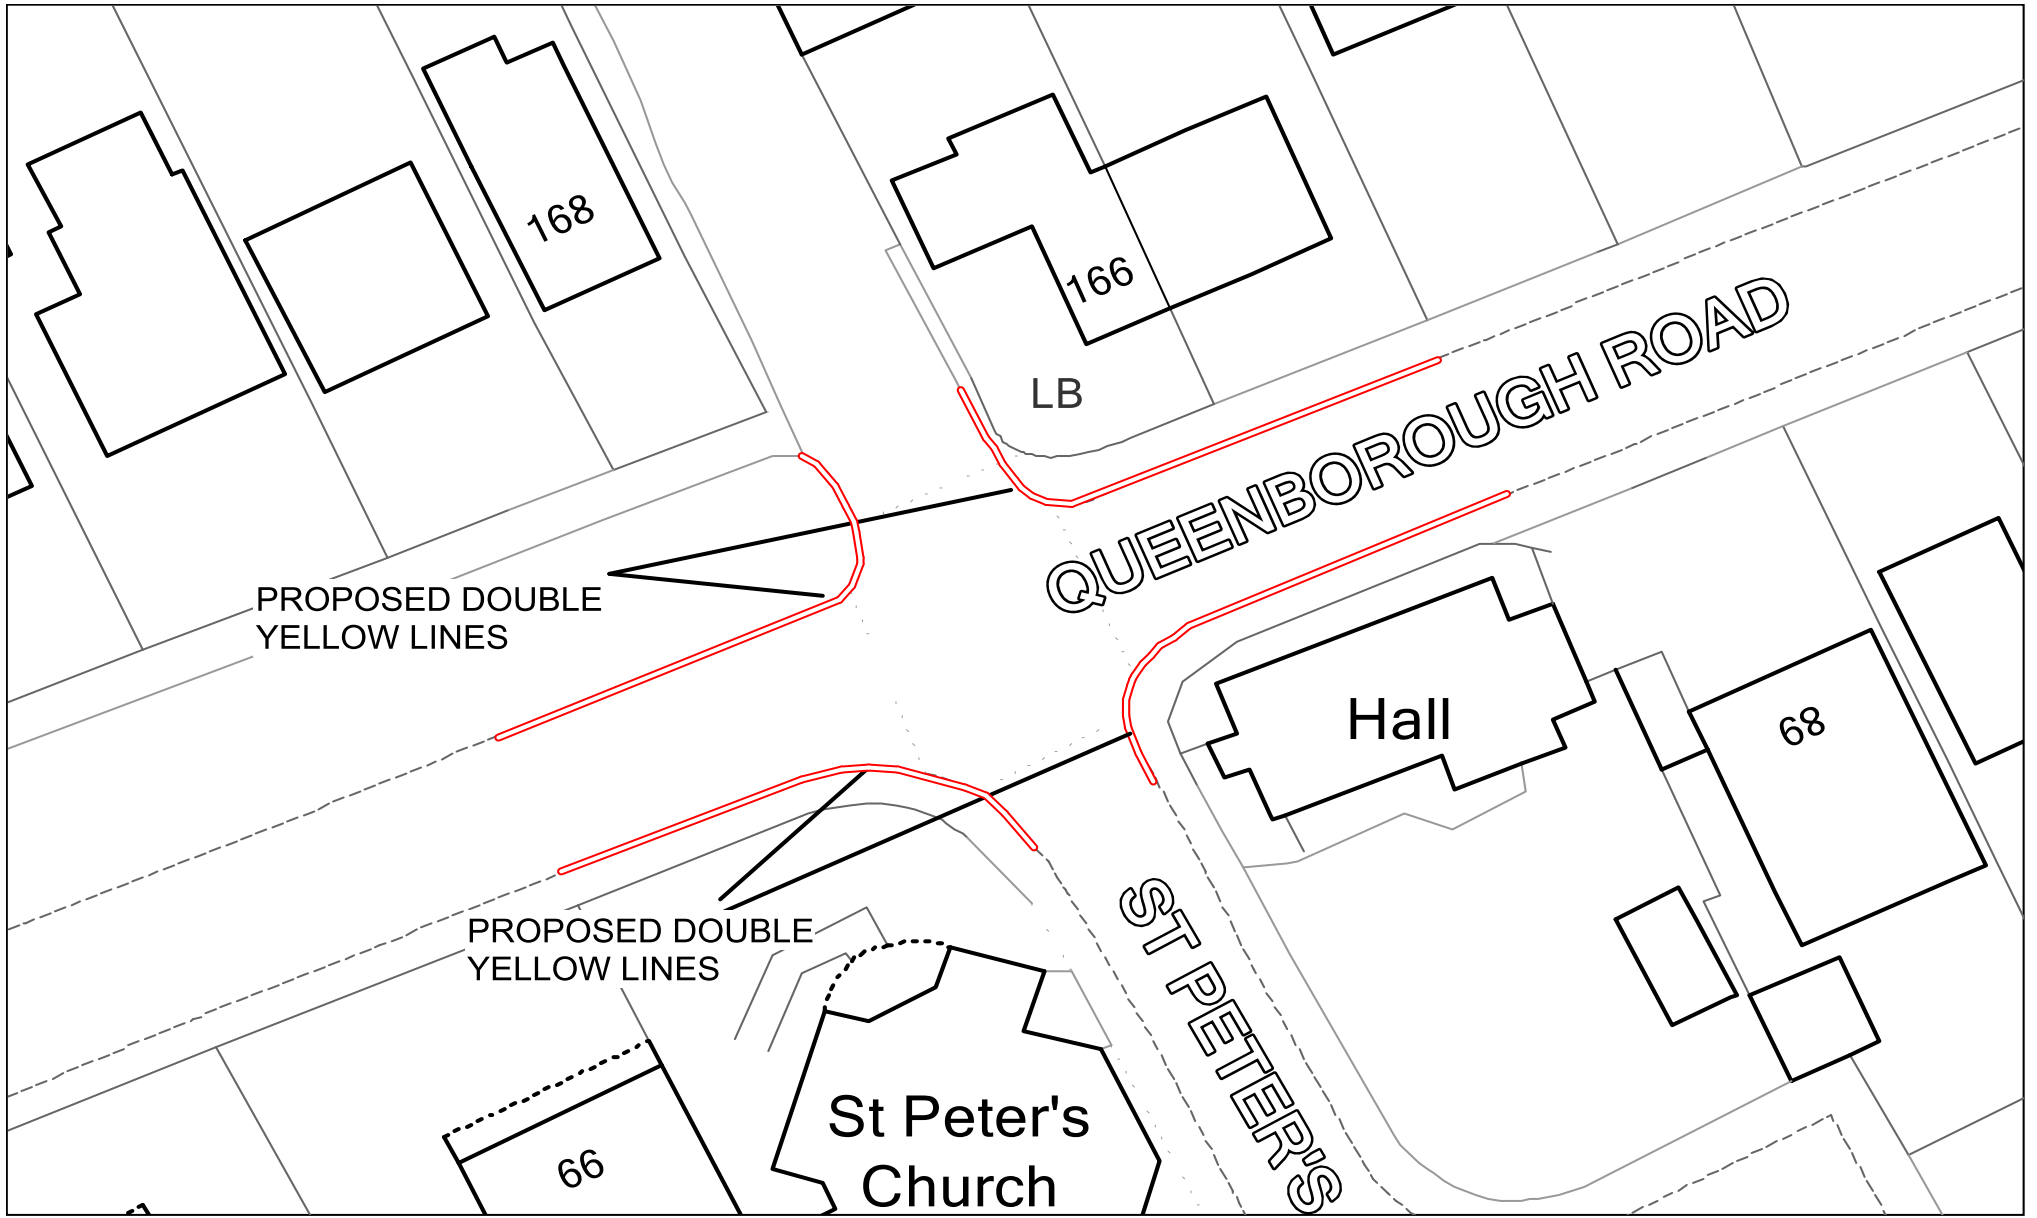 168
166
LB
QUEENBOROUGH ROAD
PROPOSED DOUBLE
YELLOW LINES
Hall
68
PROPOSED DOUBLE
YELLOW LINES
ST PETER'S
St Peter's
Church
66